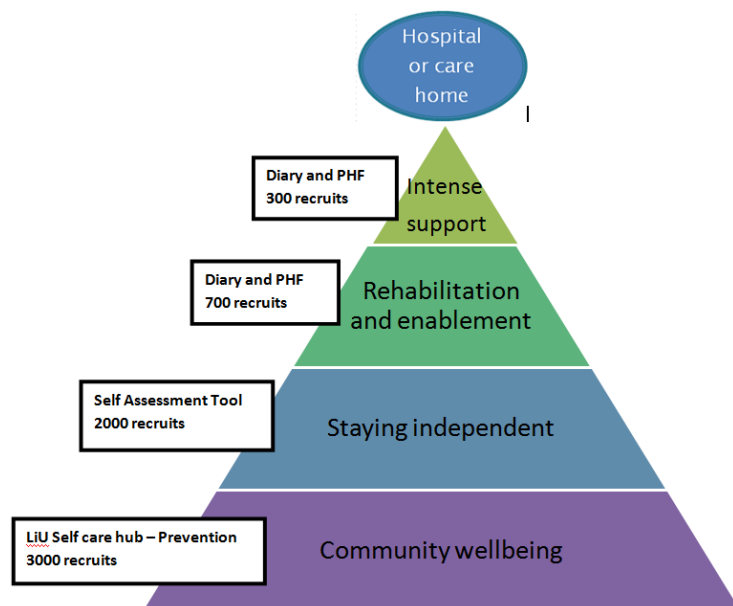 Hospital
or care
home
Diary and PHF
300 recruits
Intense
support
Diary and PHF
700 recruits
Rehabilitation
and enablement
Self Assessment Tool
2000 recruits
Staying independent
LiU Self care hub – Prevention
3000 recruits
Community wellbeing